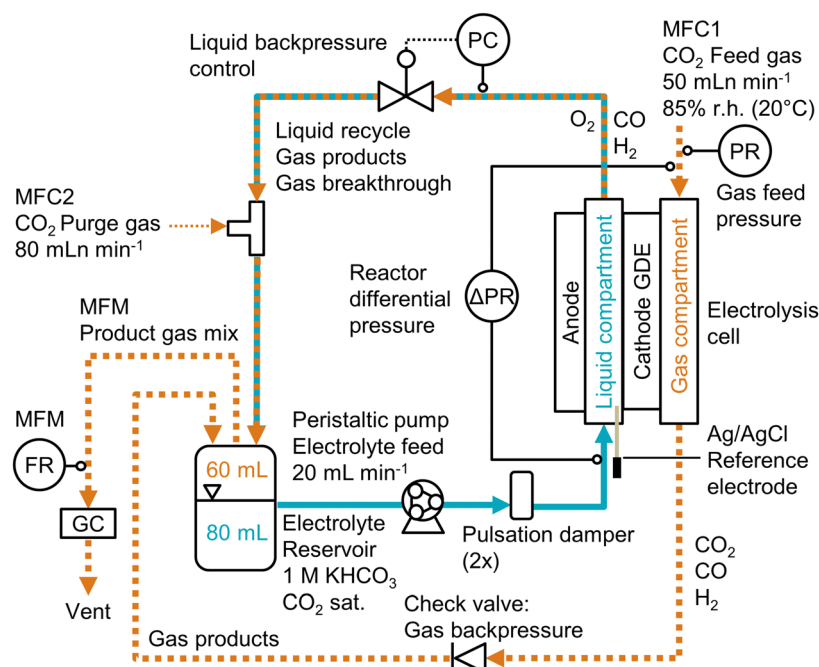 Liquid backpressure
control
PC
MFC1
CO₂ Feed gas
50 mLn min⁻¹
85% r.h. (20°C)
O₂
CO
H₂
PR
Gas feed
pressure
Liquid recycle
Gas products
Gas breakthrough
MFC2
CO₂ Purge gas
80 mLn min⁻¹
Reactor
differential
pressure
ΔPR
Anode
Liquid compartment
Cathode GDE
Gas compartment
Electrolysis
cell
MFM
Product gas mix
MFM
FR
GC
Vent
60 mL
80 mL
Peristaltic pump
Electrolyte feed
20 mL min⁻¹
Electrolyte
Reservoir
1 M KHCO₃
CO₂ sat.
Pulsation damper
(2x)
Ag/AgCl
Reference
electrode
CO₂
CO
H₂
Check valve:
Gas backpressure
Gas products